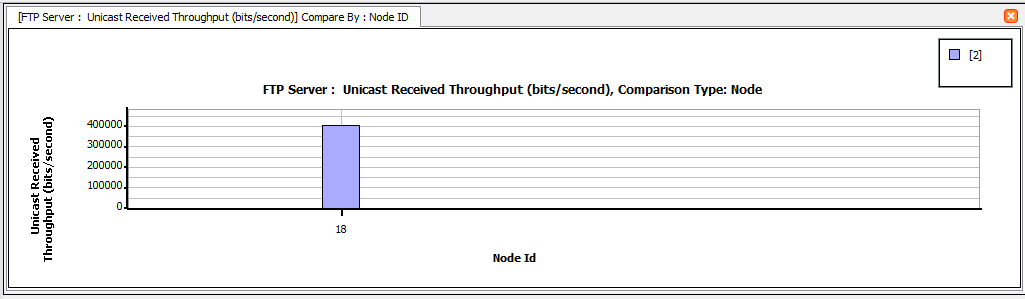 [FTP Server :  Unicast Received Throughput (bits/second)] Compare By : Node ID
[2]
FTP Server :  Unicast Received Throughput (bits/second), Comparison Type: Node
Unicast Received
Throughput (bits/second)
400000
300000
200000
100000
0
18
Node Id